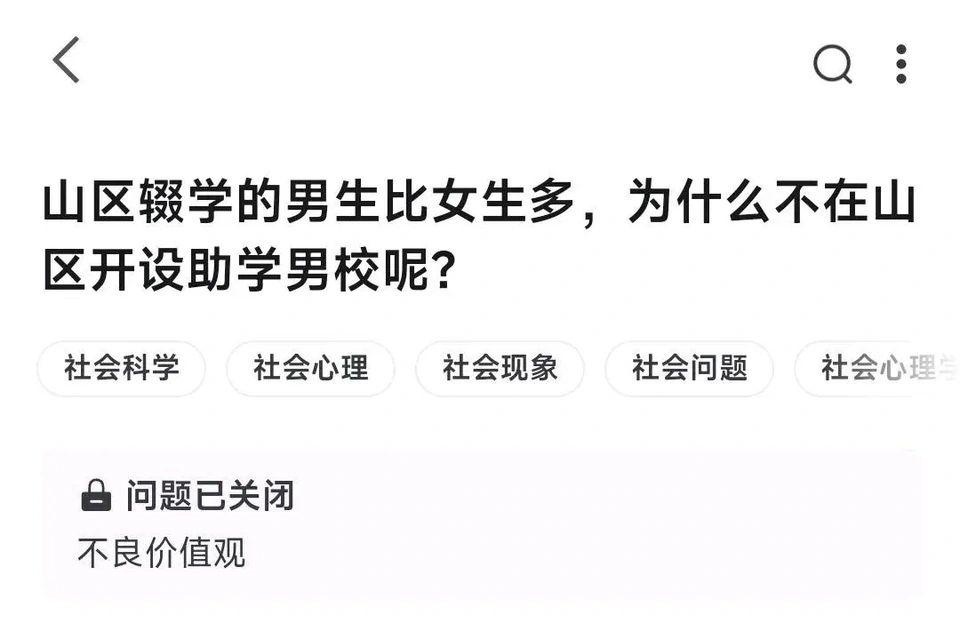 山区辍学的男生比女生多，为什么不在山
区开设助学男校呢？
社会科学 社会心理 社会现象 社会问题 社会心理学
问题已关闭
不良价值观